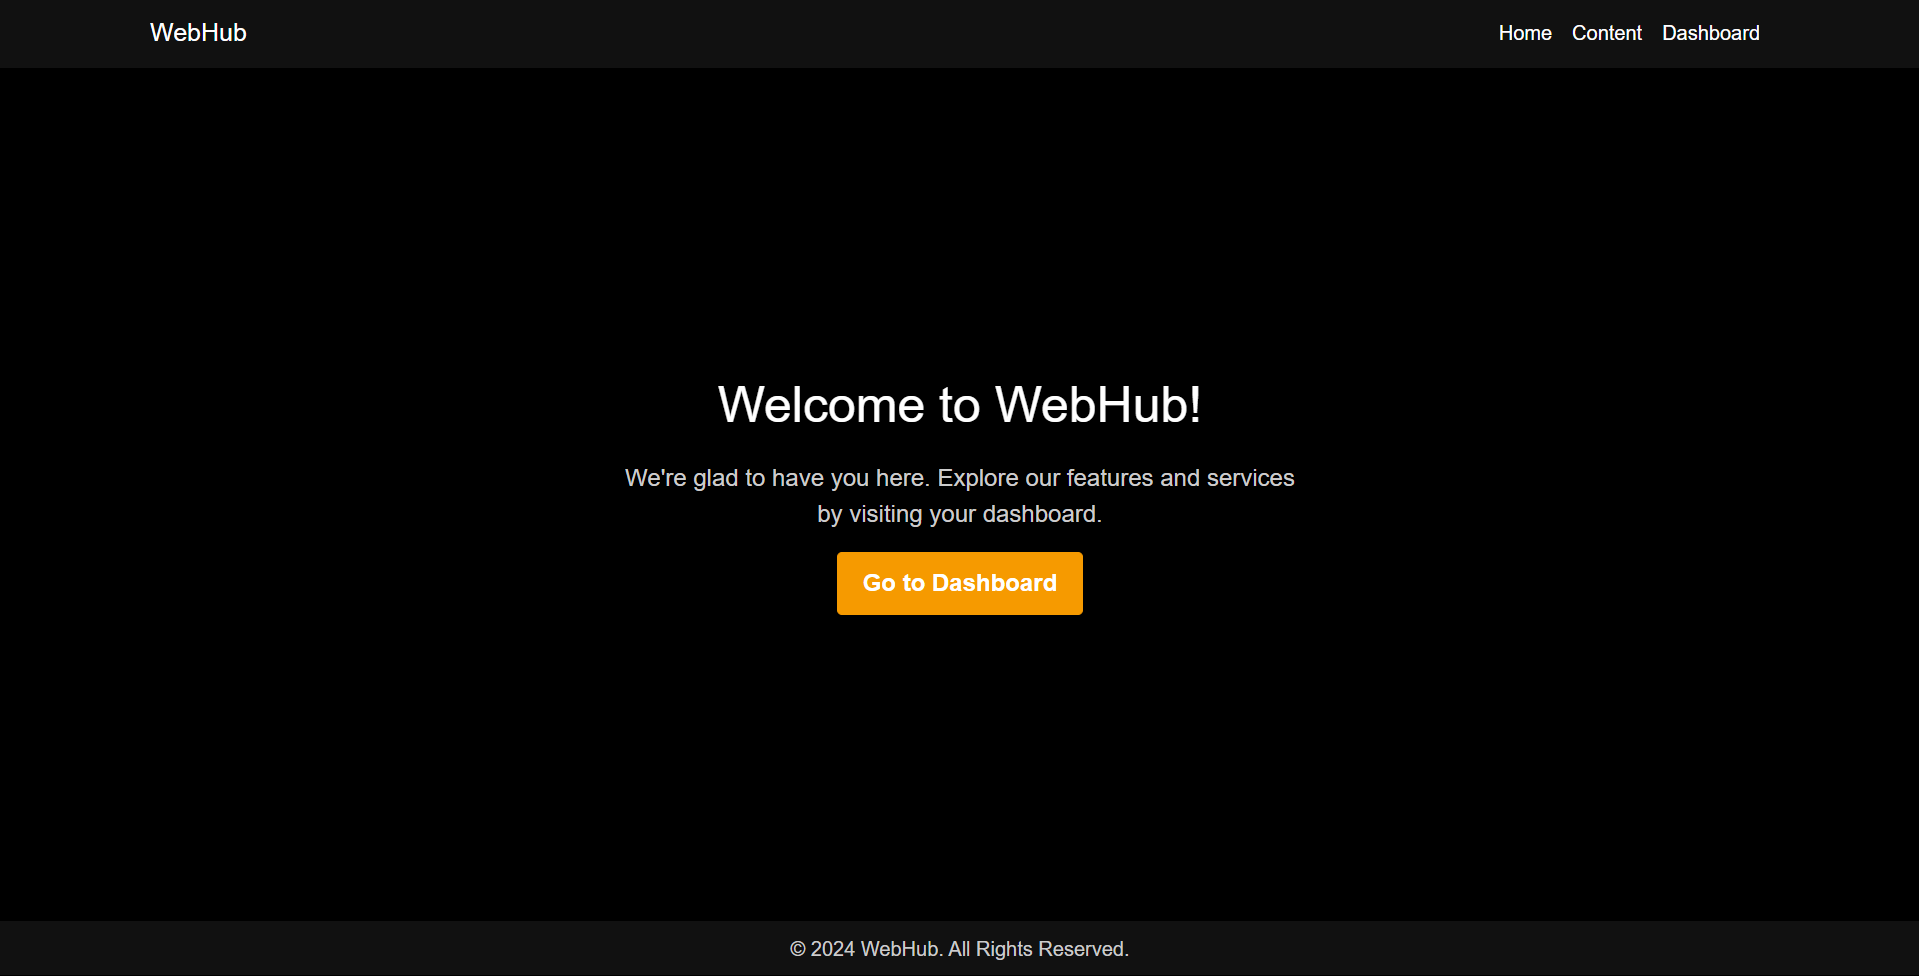 WebHub
Home Content Dashboard
Welcome to WebHub!
We're glad to have you here. Explore our features and services
by visiting your dashboard.
Go to Dashboard
© 2024 WebHub. All Rights Reserved.